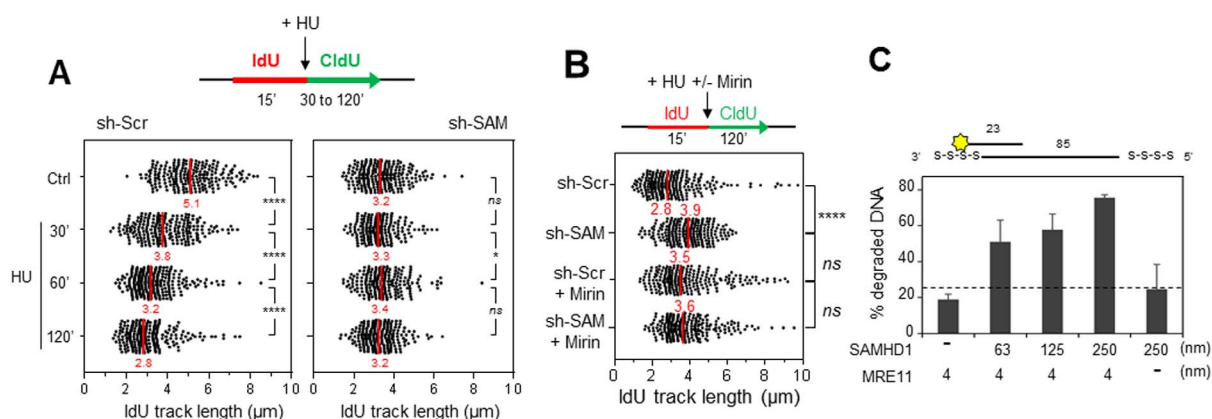 A
+ HU
IdU
CldU
15'
30 to 120'
sh-Scr
sh-SAM
Ctrl
5.1
3.2
****
ns
30'
3.8
3.3
****
*
HU
60'
3.2
3.4
****
ns
120'
2.8
3.2
0 2 4 6 8 10
0 2 4 6 8 10
IdU track length (µm)
IdU track length (µm)
B
+ HU +/- Mirin
IdU
CldU
15'
120'
sh-Scr
2.8
3.9
****
sh-SAM
3.5
ns
sh-Scr
+ Mirin
3.6
ns
sh-SAM
+ Mirin
0 2 4 6 8 10
IdU track length (µm)
C
23
85
3' S-S-S-S S-S-S-S 5'
80
60
40
20
0
% degraded DNA
SAMHD1 - 63 125 250 250 (nm)
MRE11 4 4 4 4 - (nm)